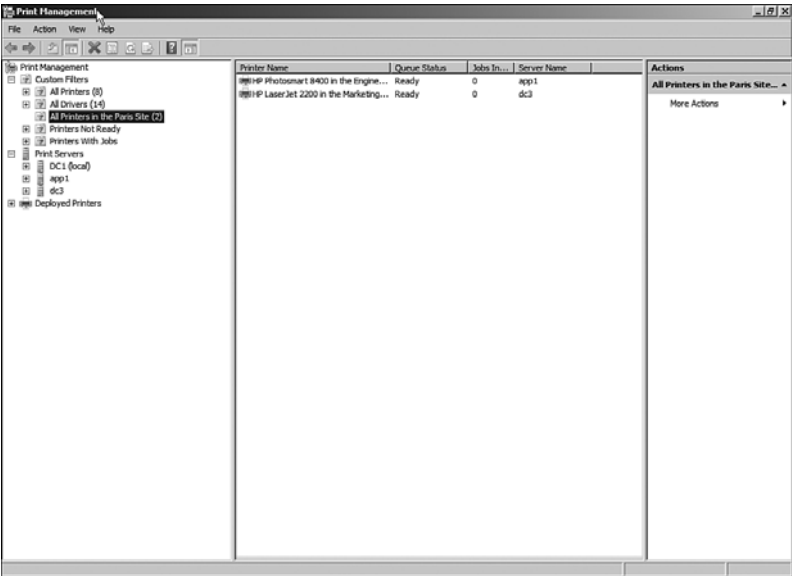 Print Management
File Action View Help
Print Management
Custom Filters
All Printers (8)
All Drivers (14)
All Printers in the Paris Site (2)
Printers Not Ready
Printers With Jobs
Print Servers
DC1 (local)
app1
dc3
Deployed Printers
Printer Name Queue Status Jobs In... Server Name
HP Photosmart 8400 in the Engine... Ready 0 app1
HP LaserJet 2200 in the Marketing... Ready 0 dc3
Actions
All Printers in the Paris Site...
More Actions